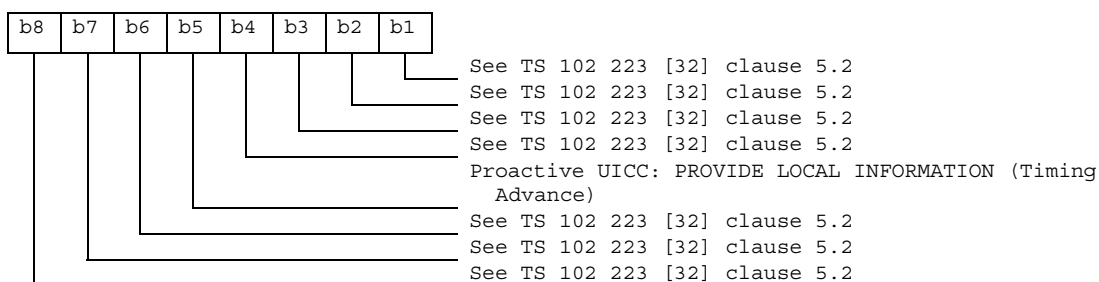 b8 b7 b6 b5 b4 b3 b2 b1
See TS 102 223 [32] clause 5.2
See TS 102 223 [32] clause 5.2
See TS 102 223 [32] clause 5.2
See TS 102 223 [32] clause 5.2
Proactive UICC: PROVIDE LOCAL INFORMATION (Timing
Advance)
See TS 102 223 [32] clause 5.2
See TS 102 223 [32] clause 5.2
See TS 102 223 [32] clause 5.2